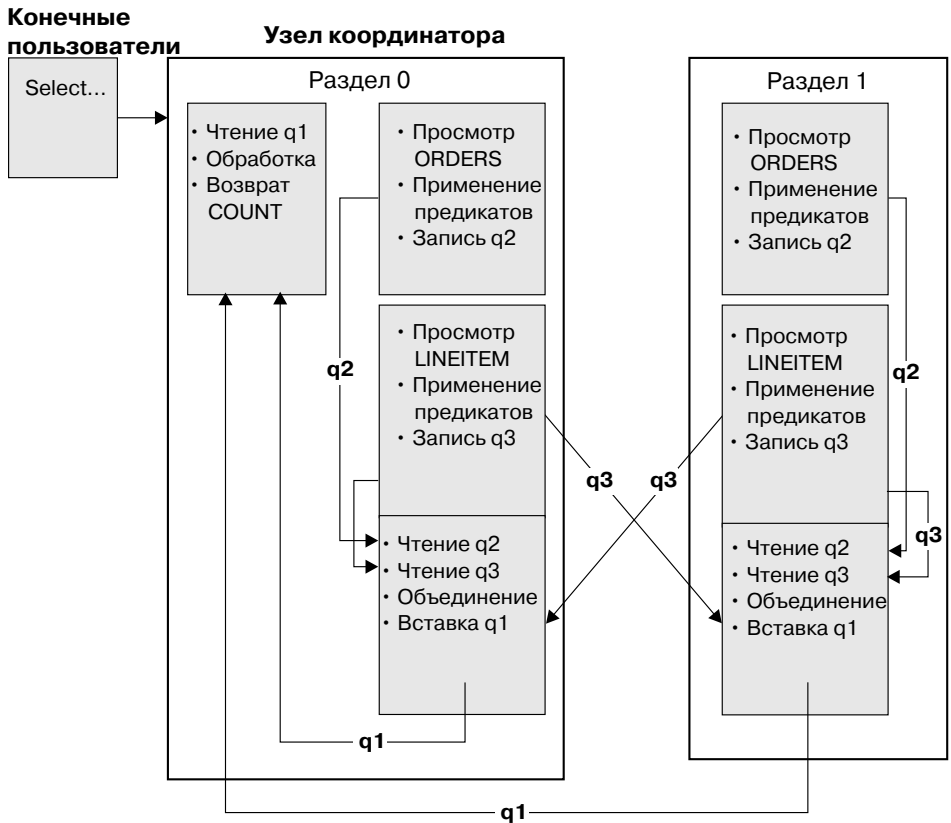 Конечные
пользователи
Узел координатора
Select...
Раздел 0
Раздел 1
• Чтение q1
• Обработка
• Возврат
COUNT
• Просмотр
ORDERS
• Применение
предикатов
• Запись q2
• Просмотр
ORDERS
• Применение
предикатов
• Запись q2
q2
• Просмотр
LINEITEM
• Применение
предикатов
• Запись q3
• Просмотр
LINEITEM
• Применение
предикатов
• Запись q3
q2
q3
q3
q3
• Чтение q2
• Чтение q3
• Объединение
• Вставка q1
• Чтение q2
• Чтение q3
• Объединение
• Вставка q1
q1
q1